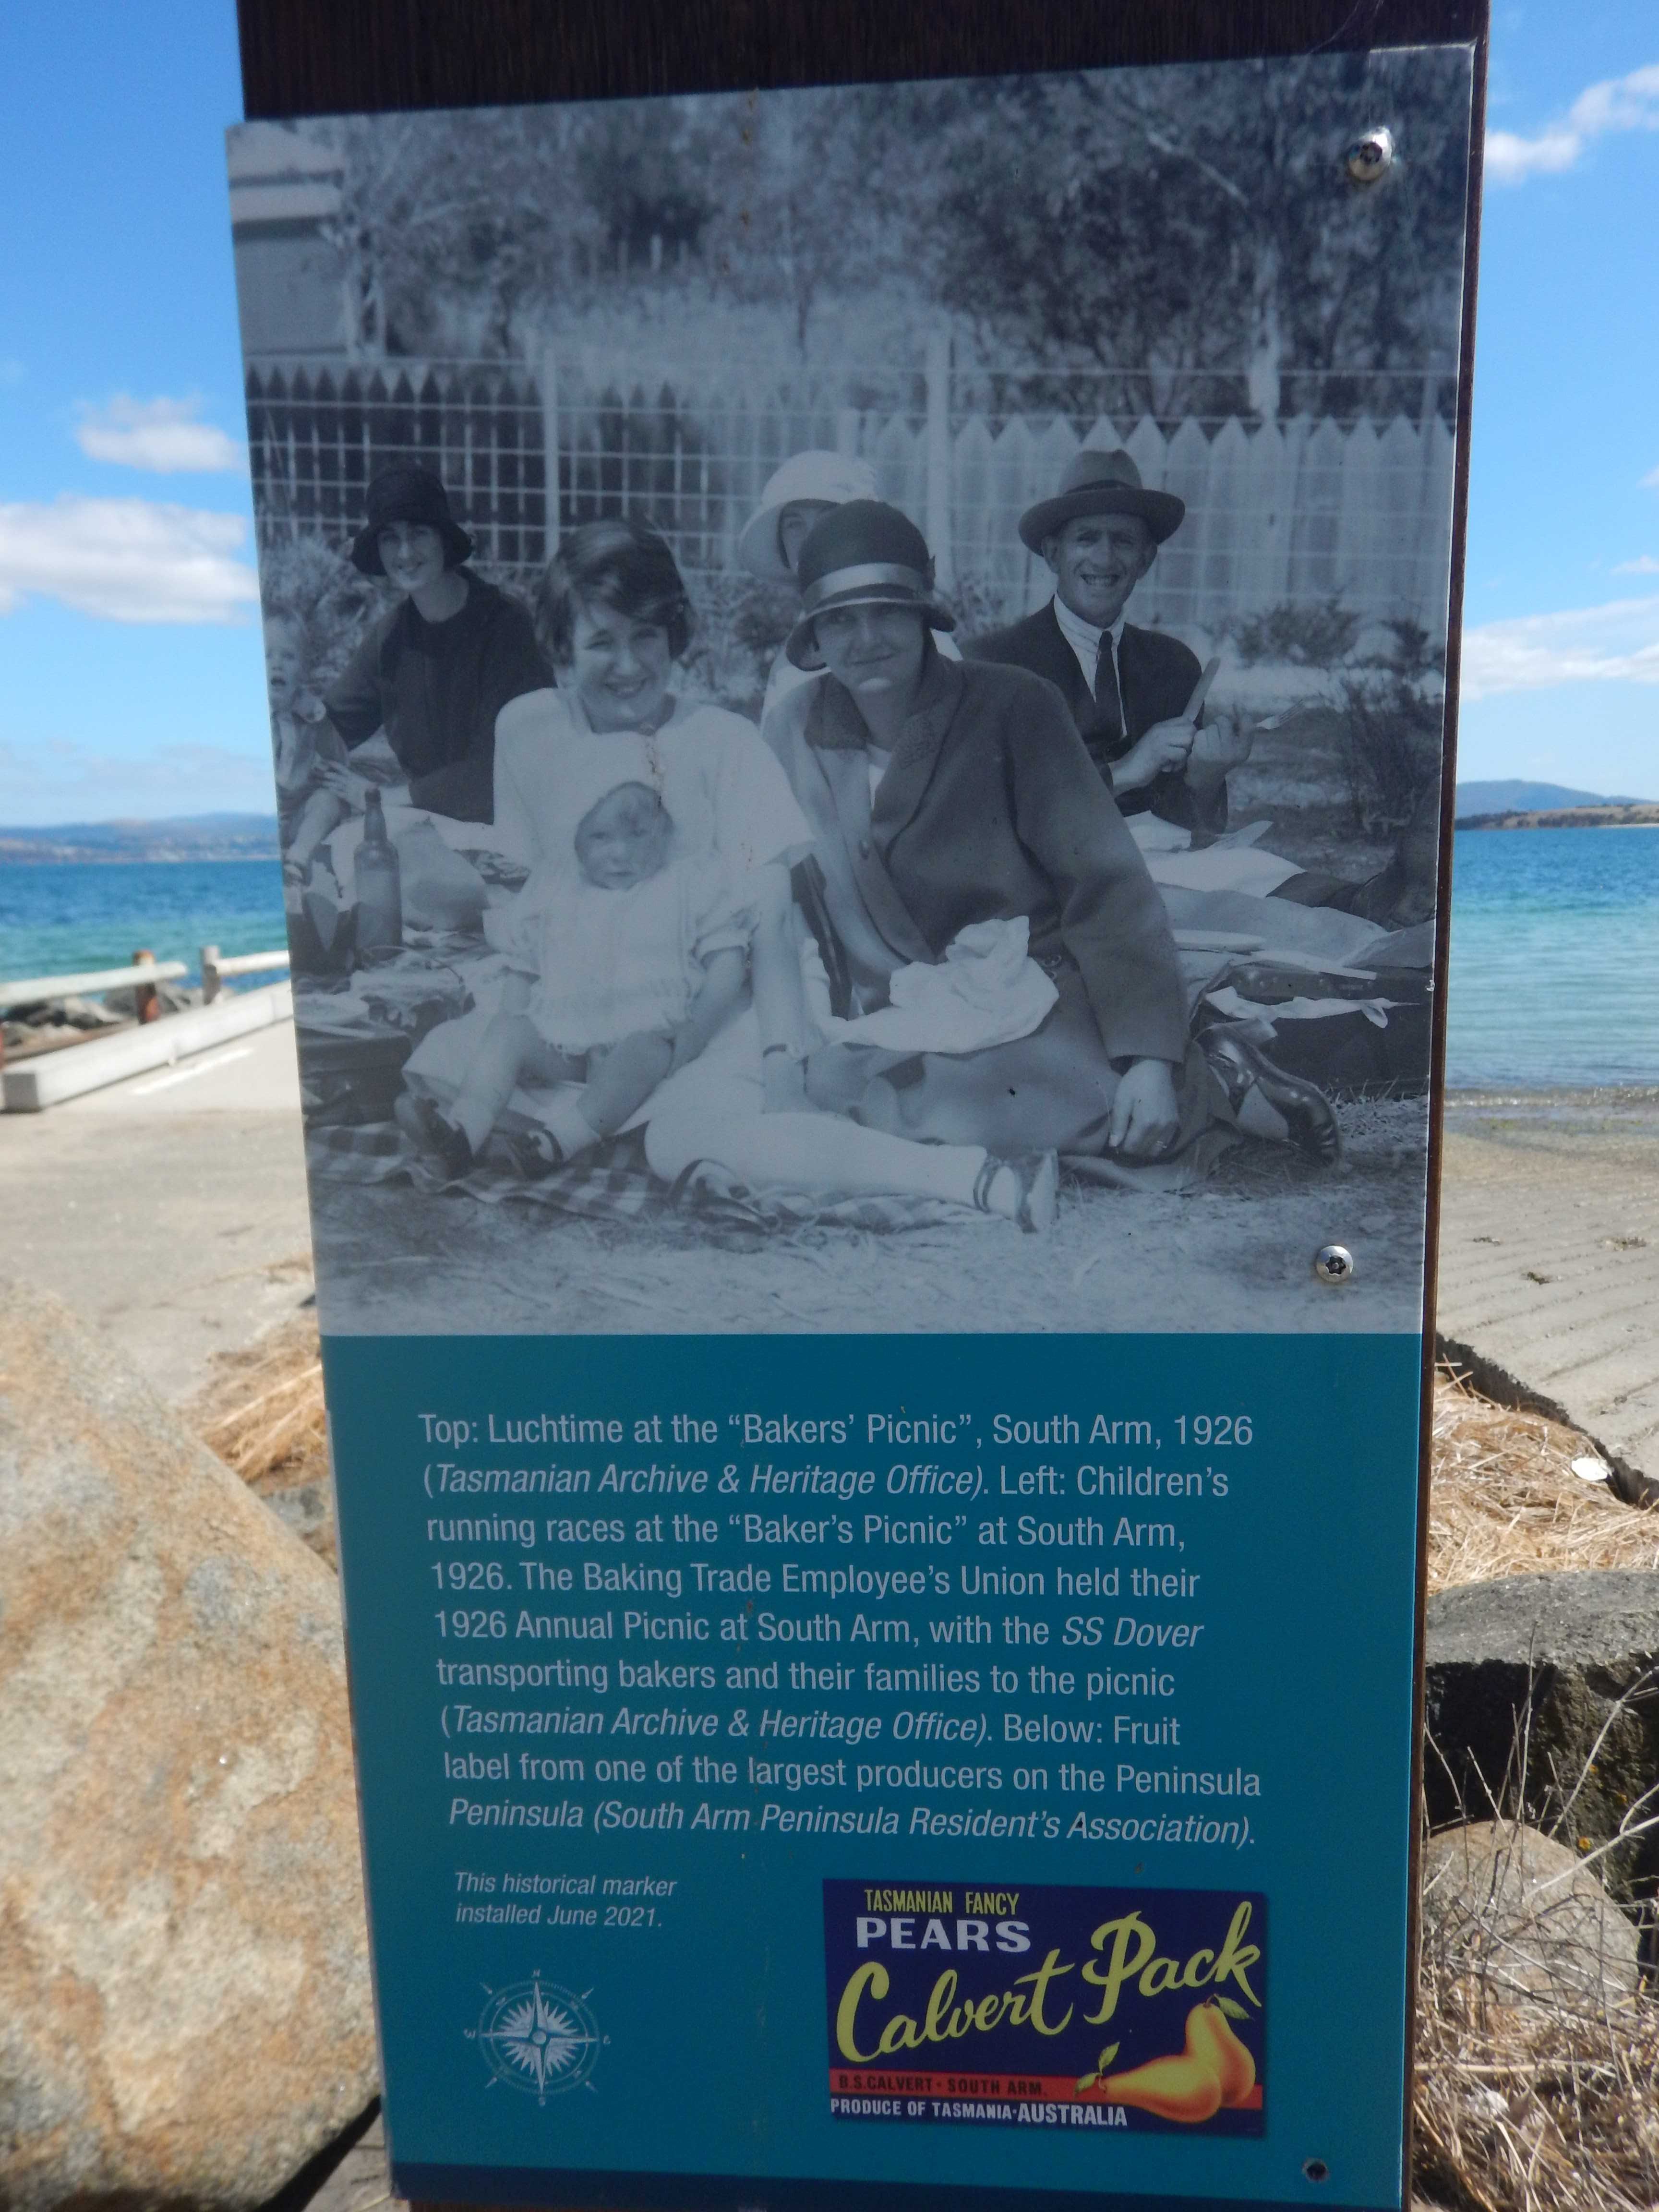 Top: Luchtime at the “Bakers’ Picnic”, South Arm, 1926
(Tasmanian Archive & Heritage Office). Left: Children’s
running races at the “Baker’s Picnic” at South Arm,
1926. The Baking Trade Employee’s Union held their
1926 Annual Picnic at South Arm, with the SS Dover
transporting bakers and their families to the picnic
(Tasmanian Archive & Heritage Office). Below: Fruit
label from one of the largest producers on the Peninsula
Peninsula (South Arm Peninsula Resident’s Association).
This historical marker
installed June 2021.
N
W
E
S
TASMANIAN FANCY
PEARS
Calvert Pack
B.S.CALVERT · SOUTH ARM.
PRODUCE OF TASMANIA·AUSTRALIA